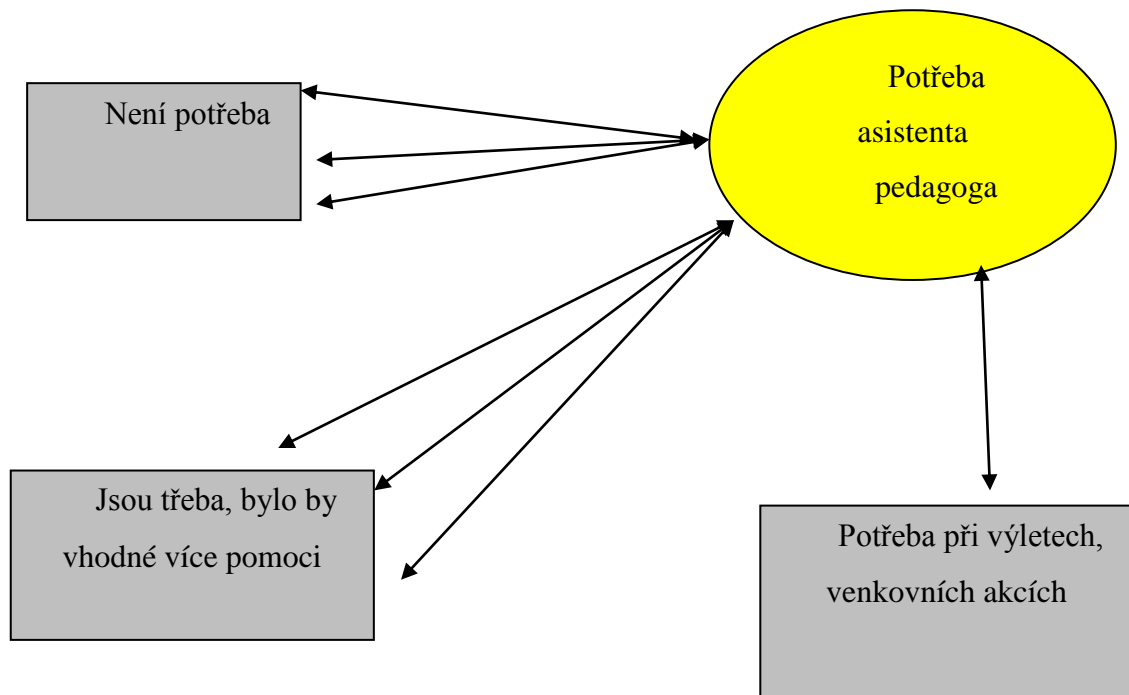 Potřeba
asistenta
pedagoga
Není potřeba
Jsou třeba, bylo by
vhodné více pomoci
Potřeba při výletech,
venkovních akcích